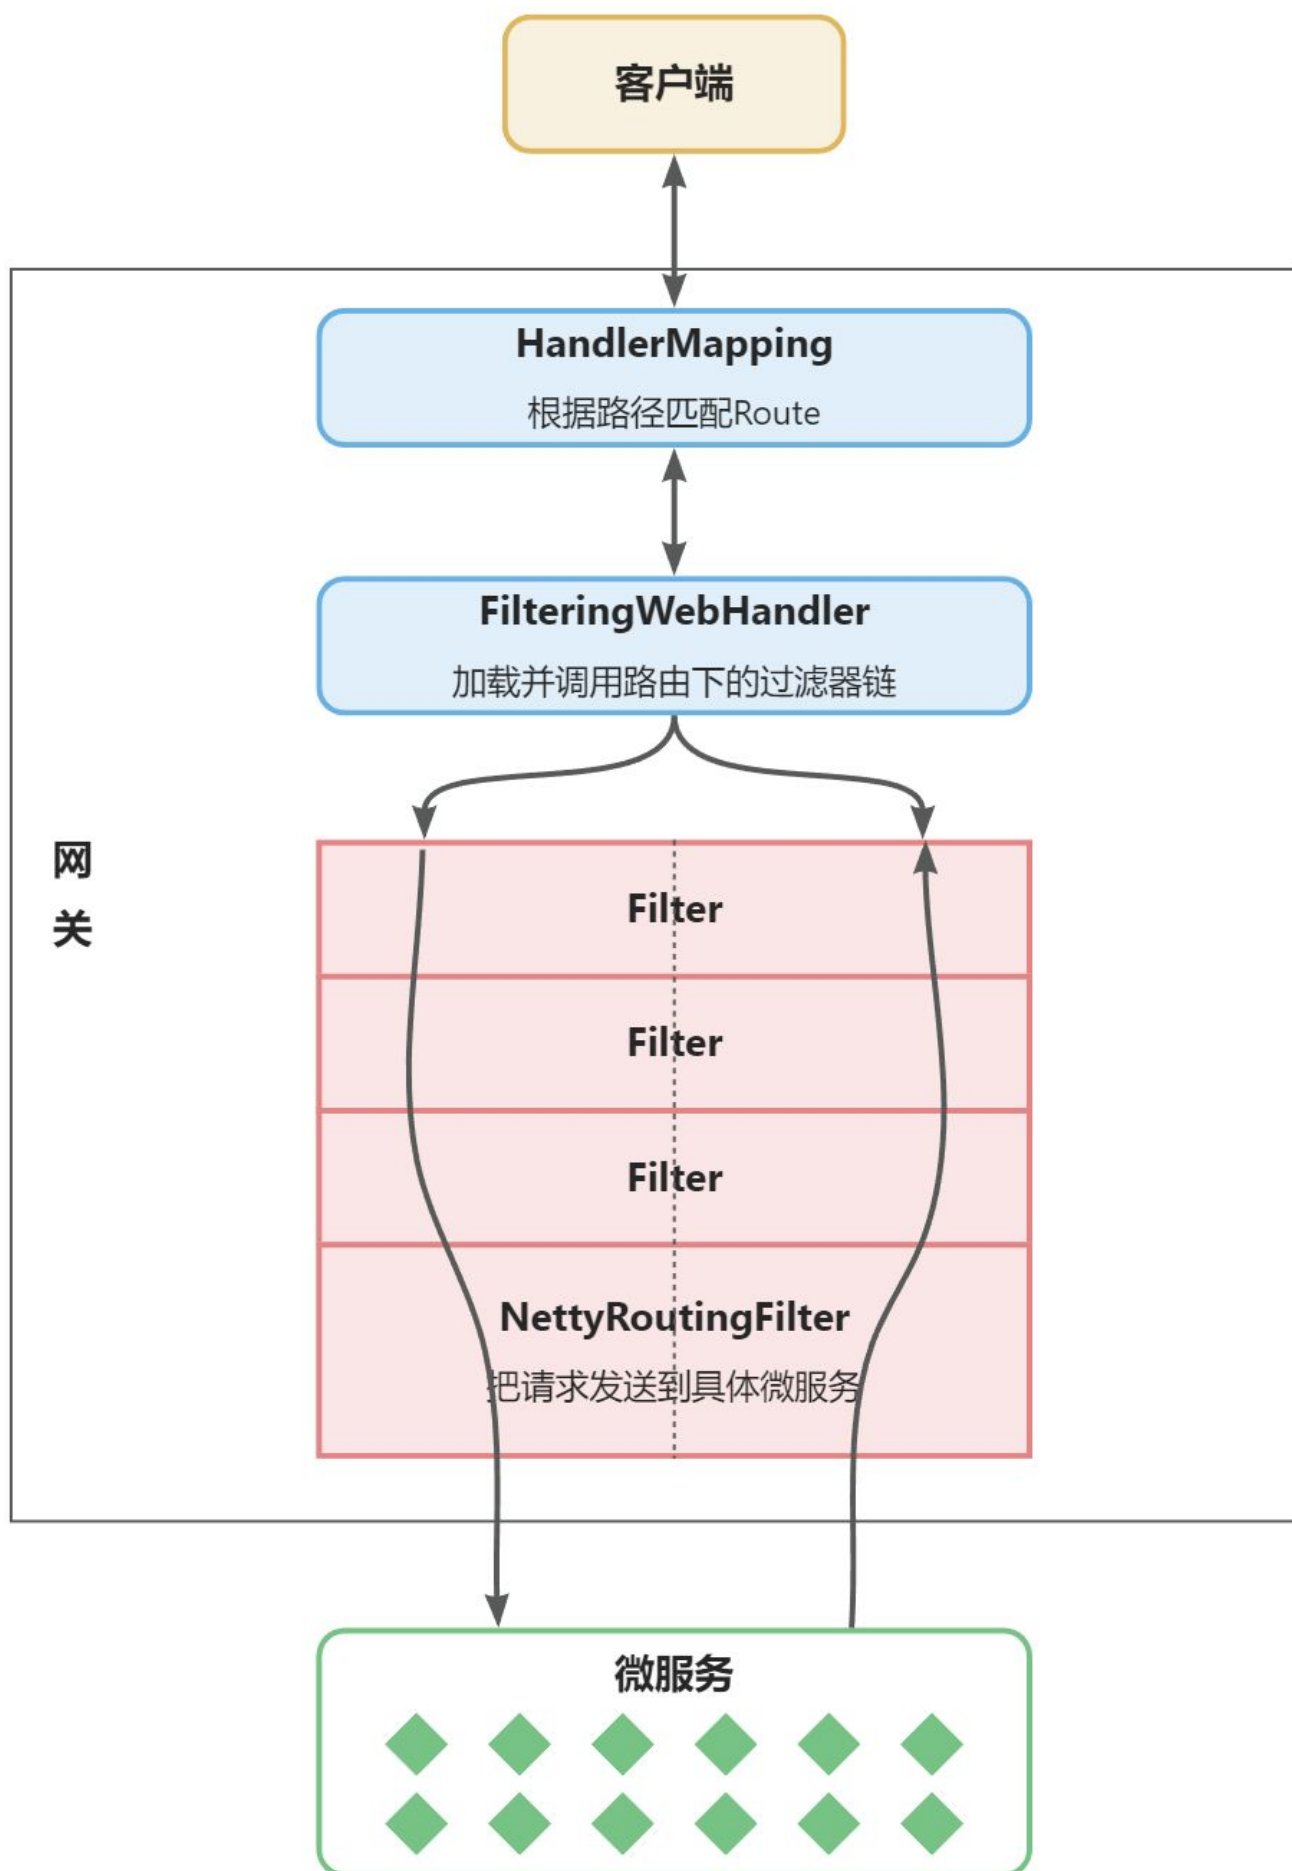 客户端
HandlerMapping
根据路径匹配Route
FilteringWebHandler
加载并调用路由下的过滤器链
网
关
Filter
Filter
Filter
NettyRoutingFilter
把请求发送到具体微服务
微服务